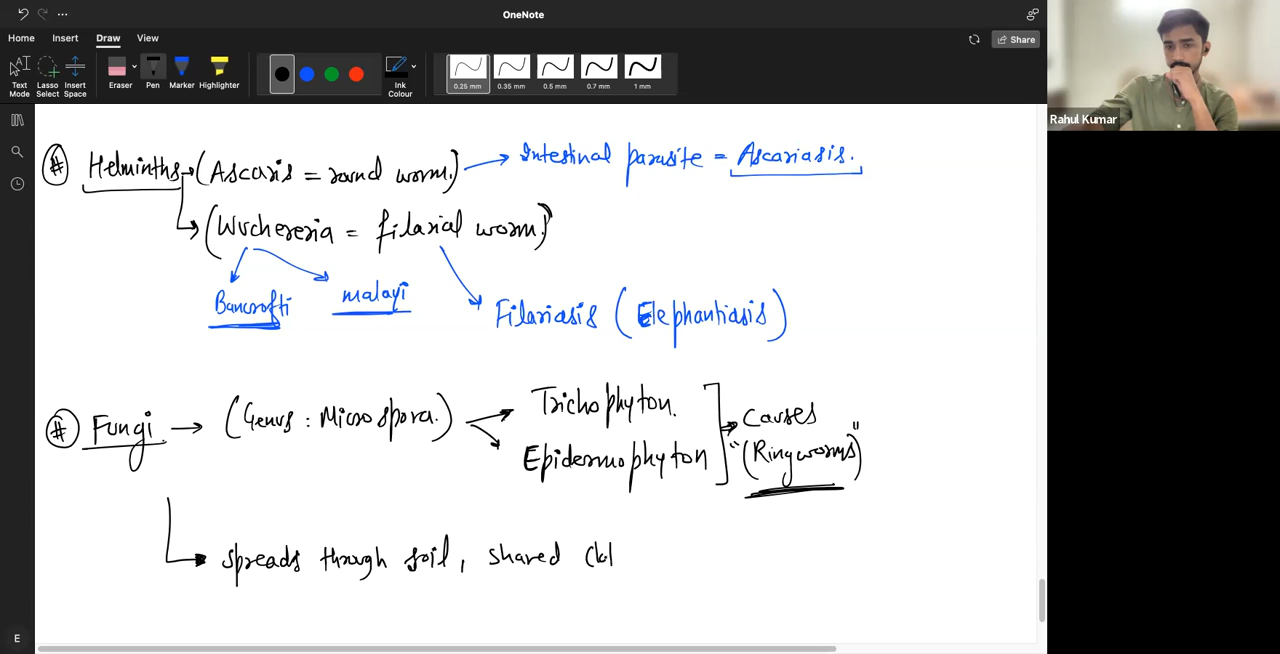 OneNote
Home Insert Draw View
Share
Text Mode Lasso Select Insert Space Eraser Pen Marker Highlighter Ink Colour 0.25 mm 0.35 mm 0.5 mm 0.7 mm 1 mm
Rahul Kumar
# Helminths → (Ascaris = round worm.) → Intestinal parasite = Ascariasis.
→ (Wuchereria = filarial worm)
Bancrofti malayi
Filariasis (Elephantiasis)
# Fungi → (Genus : Microspora.) → Trichophyton.
Epidermophyton
→ causes
"(Ringworms)"
→ spreads through soil, shared
E